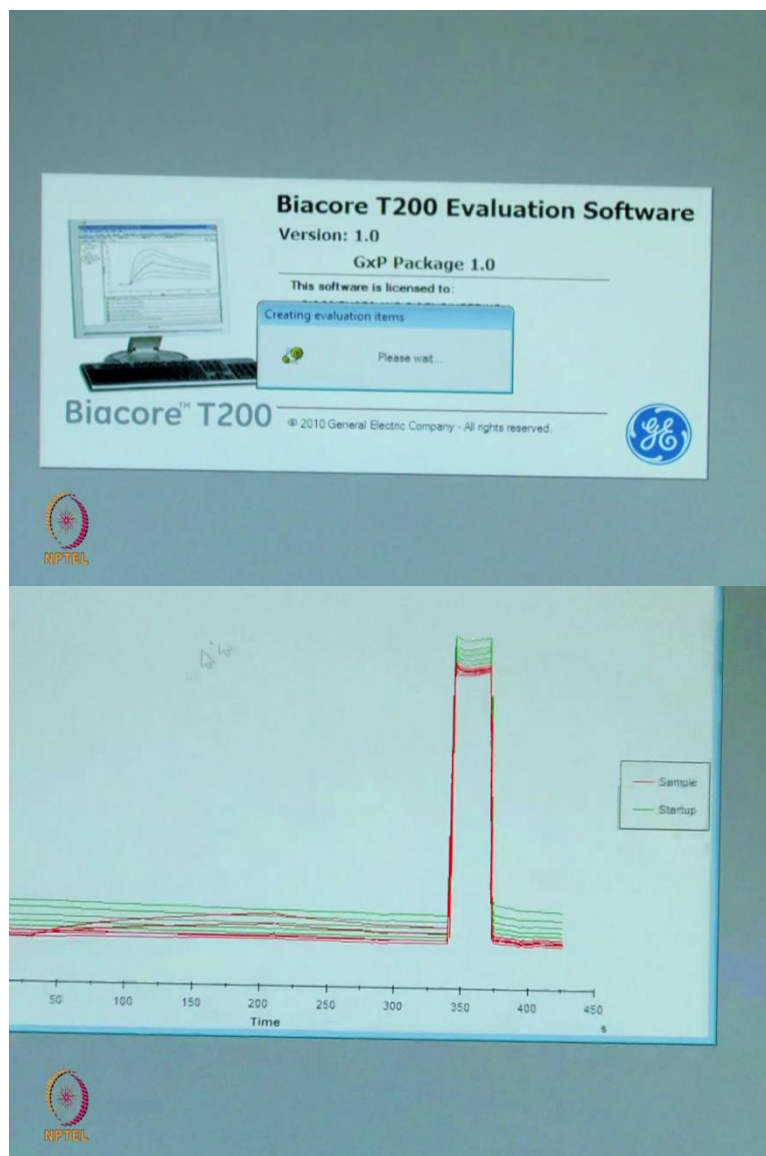 Biacore T200 Evaluation Software
Version: 1.0
GxP Package 1.0
This software is licensed to:
Creating evaluation items
Please wait...
Biacore™ T200
© 2010 General Electric Company - All rights reserved.
GE
NPTEL
Sample
Startup
50 100 150 200 250 300 350 400 450
Time
s
NPTEL